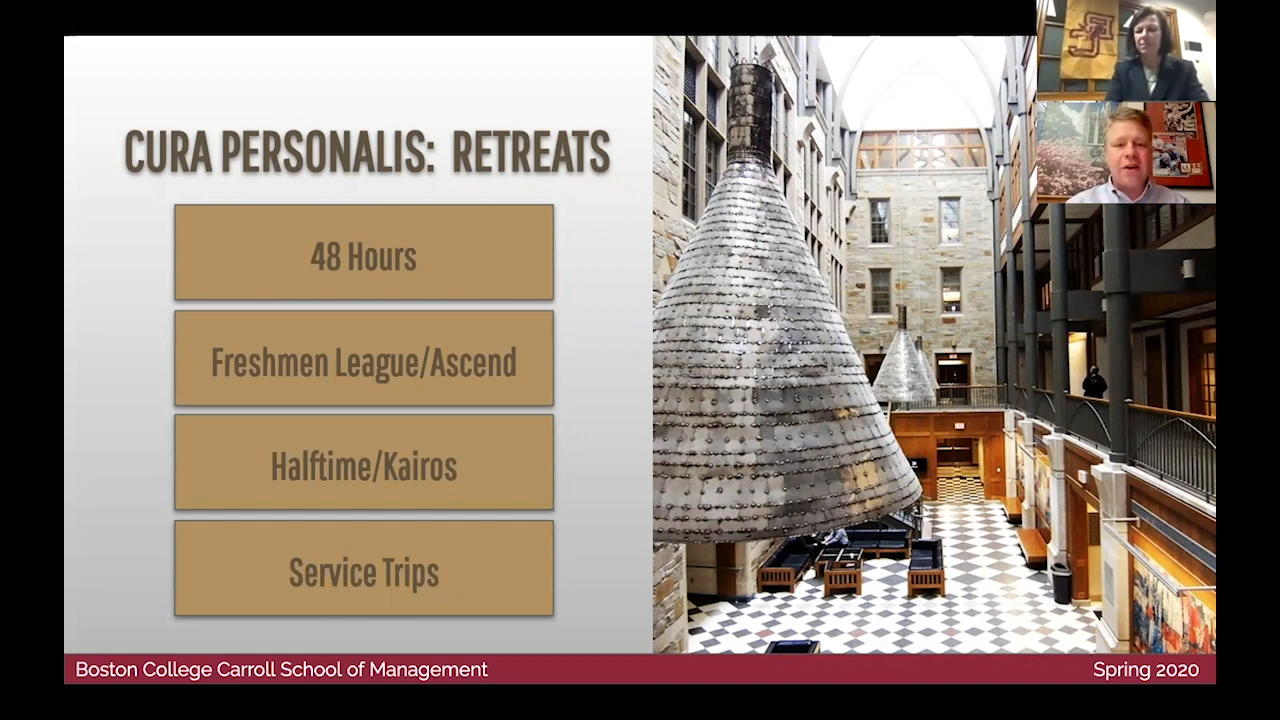 CURA PERSONALIS: RETREATS
48 Hours
Freshmen League/Ascend
Halftime/Kairos
Service Trips
Boston College Carroll School of Management
Spring 2020